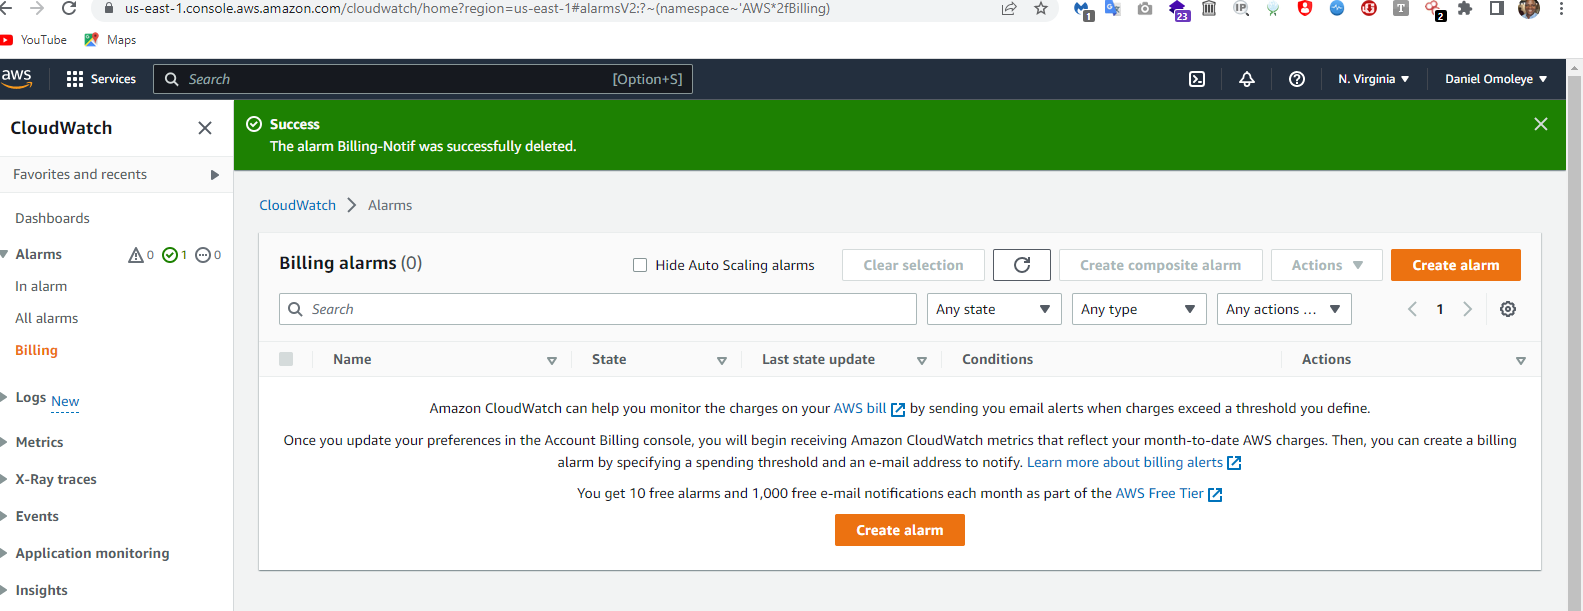 us-east-1.console.aws.amazon.com/cloudwatch/home?region=us-east-1#alarmsV2:?~(namespace~'AWS*2fBilling)
1
23
IP
T
2
YouTube
Maps
aws
Services
Search
[Option+S]
N. Virginia
Daniel Omoleye
CloudWatch
Success
The alarm Billing-Notif was successfully deleted.
Favorites and recents
CloudWatch
Alarms
Dashboards
Alarms
0
1
0
In alarm
All alarms
Billing
Logs
New
Metrics
X-Ray traces
Events
Application monitoring
Insights
Billing alarms (0)
Hide Auto Scaling alarms
Clear selection
Create composite alarm
Actions
Create alarm
Search
Any state
Any type
Any actions ...
1
Name
State
Last state update
Conditions
Actions
Amazon CloudWatch can help you monitor the charges on your AWS bill by sending you email alerts when charges exceed a threshold you define.
Once you update your preferences in the Account Billing console, you will begin receiving Amazon CloudWatch metrics that reflect your month-to-date AWS charges. Then, you can create a billing
alarm by specifying a spending threshold and an e-mail address to notify. Learn more about billing alerts
You get 10 free alarms and 1,000 free e-mail notifications each month as part of the AWS Free Tier
Create alarm